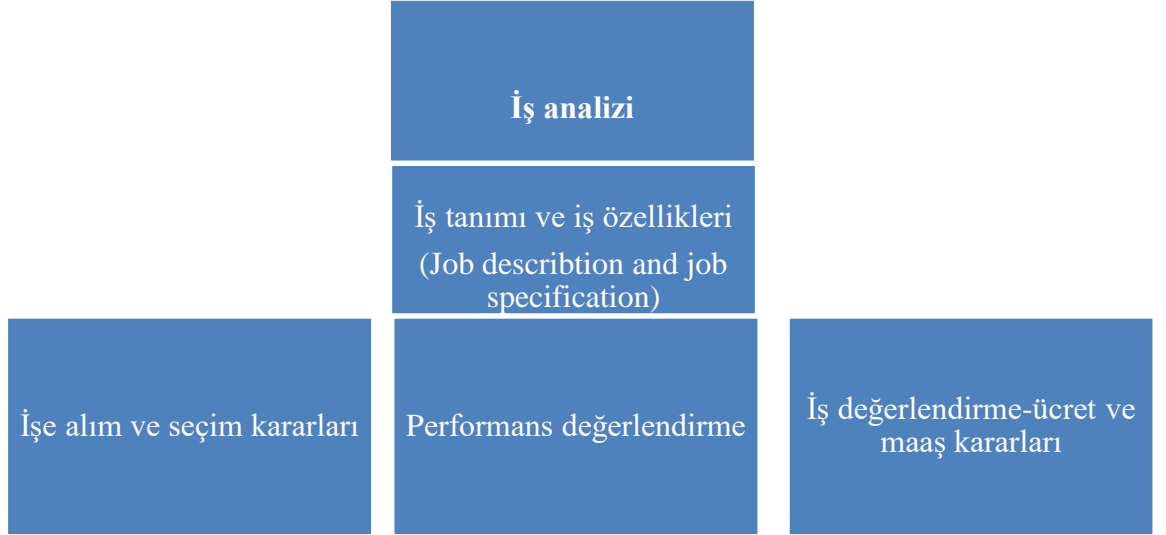 İş analizi
İş tanımı ve iş özellikleri
(Job describtion and job
specification)
İşe alım ve seçim kararları
Performans değerlendirme
İş değerlendirme-ücret ve
maaş kararları